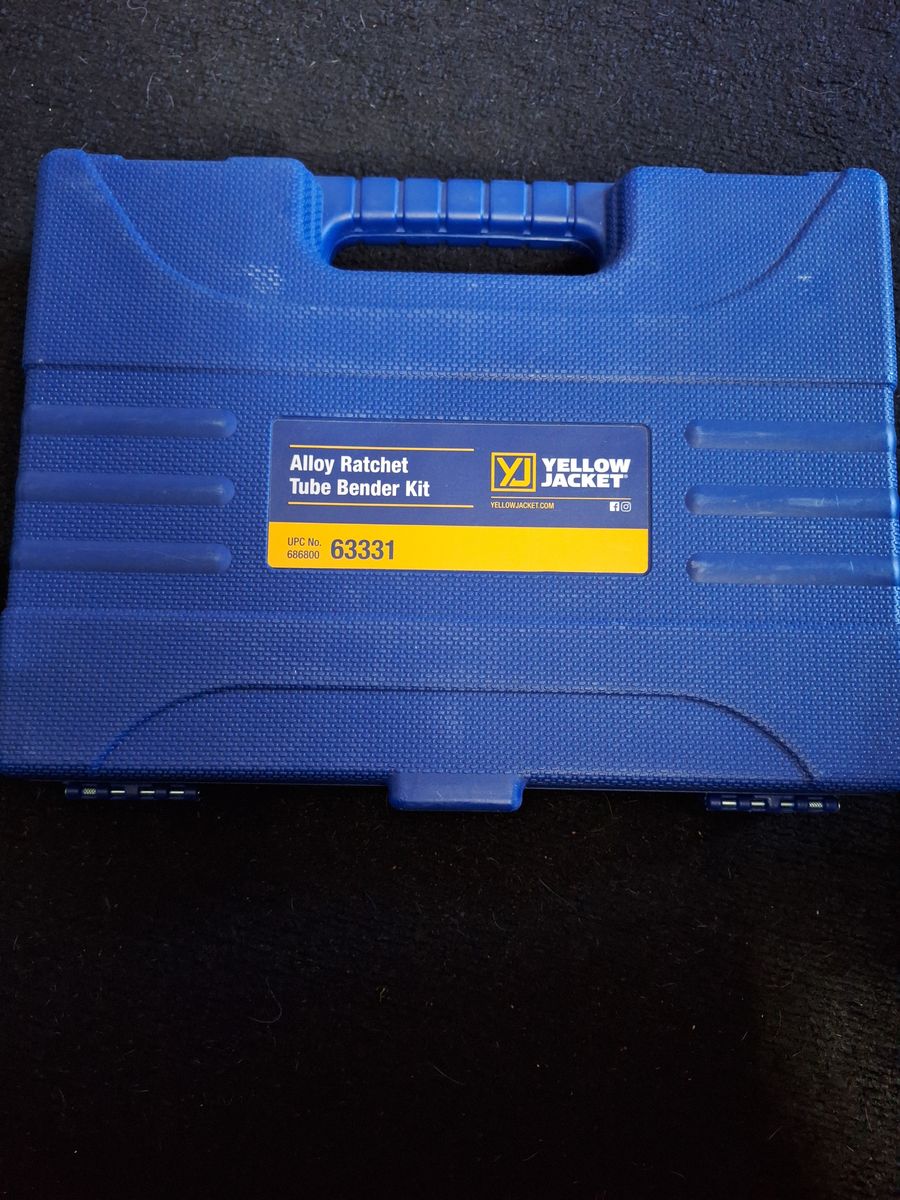 Alloy Ratchet
Tube Bender Kit
YJ YELLOW
JACKET®
YELLOWJACKET.COM
UPC No.
686800 63331